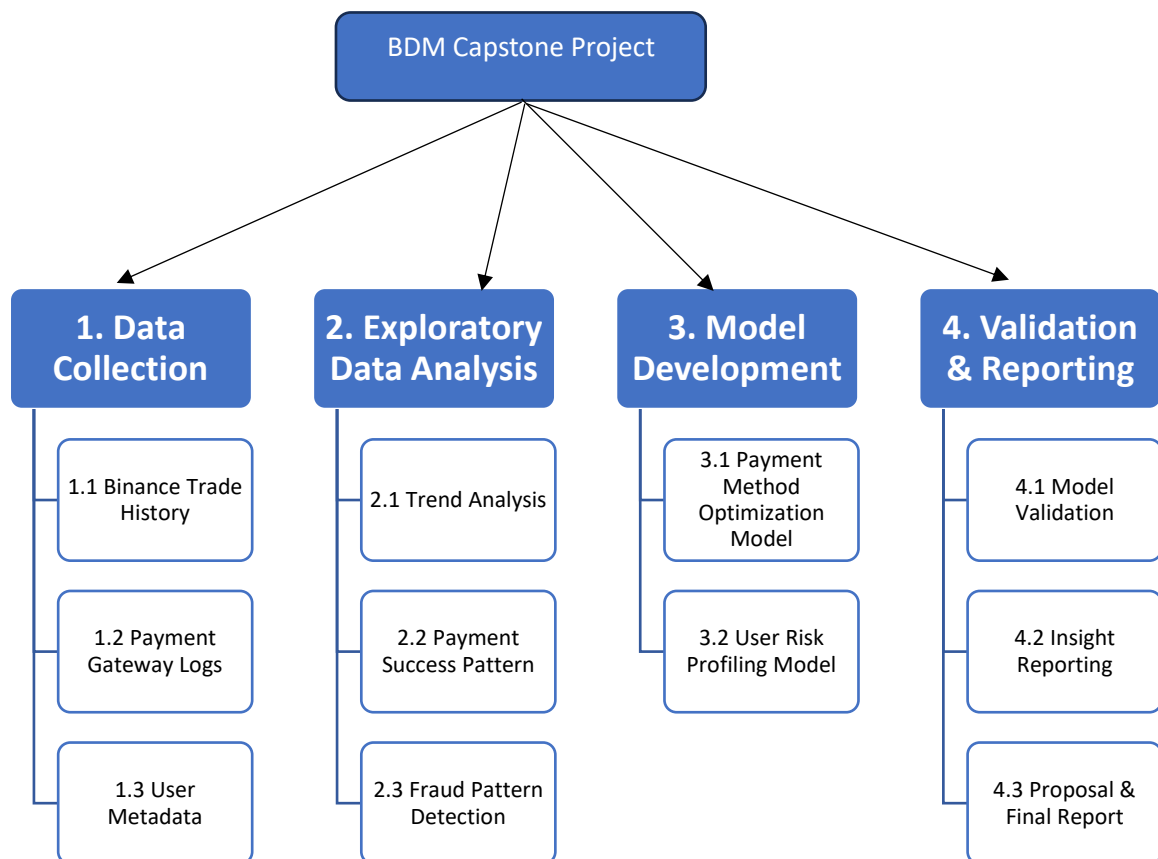 BDM Capstone Project
1. Data
Collection
2. Exploratory
Data Analysis
3. Model
Development
4. Validation
& Reporting
1.1 Binance Trade
History
1.2 Payment
Gateway Logs
1.3 User
Metadata
2.1 Trend Analysis
2.2 Payment
Success Pattern
2.3 Fraud Pattern
Detection
3.1 Payment
Method
Optimization
Model
3.2 User Risk
Profiling Model
4.1 Model
Validation
4.2 Insight
Reporting
4.3 Proposal &
Final Report